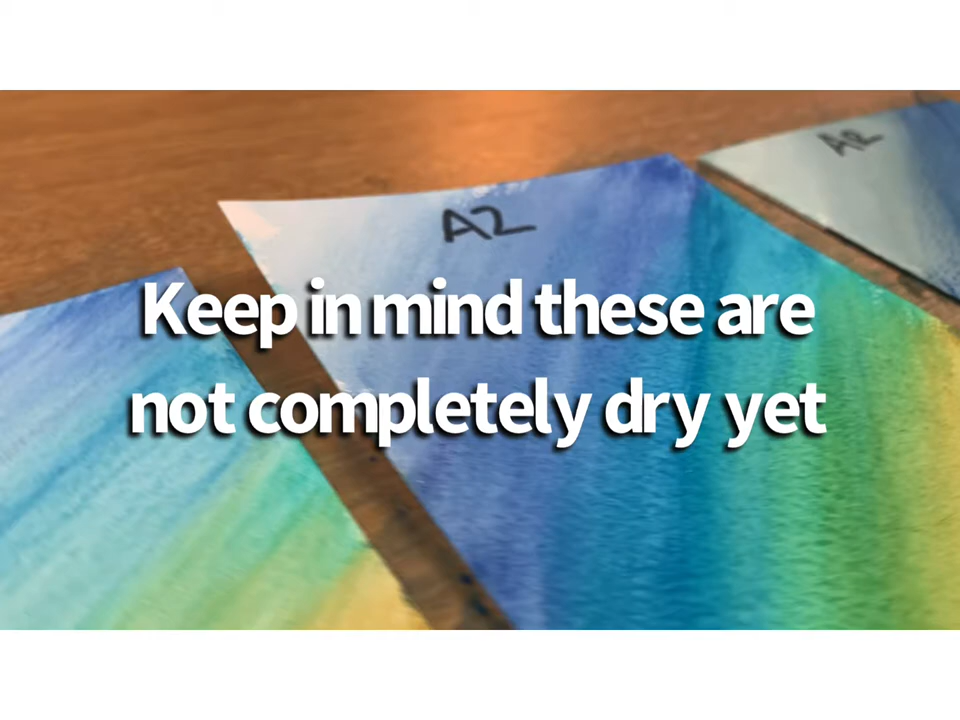 A2
A2
Keep in mind these are
not completely dry yet